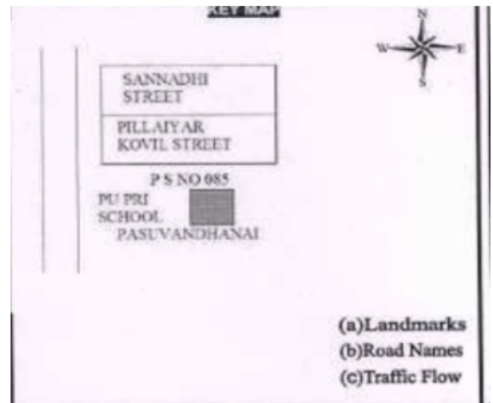 KEY MAP
N
W E
S
SANNADHI
STREET
PILLAIYAR
KOVIL STREET
P S NO 085
PU PRI
SCHOOL
PASUVANDHANAI
(a)Landmarks
(b)Road Names
(c)Traffic Flow